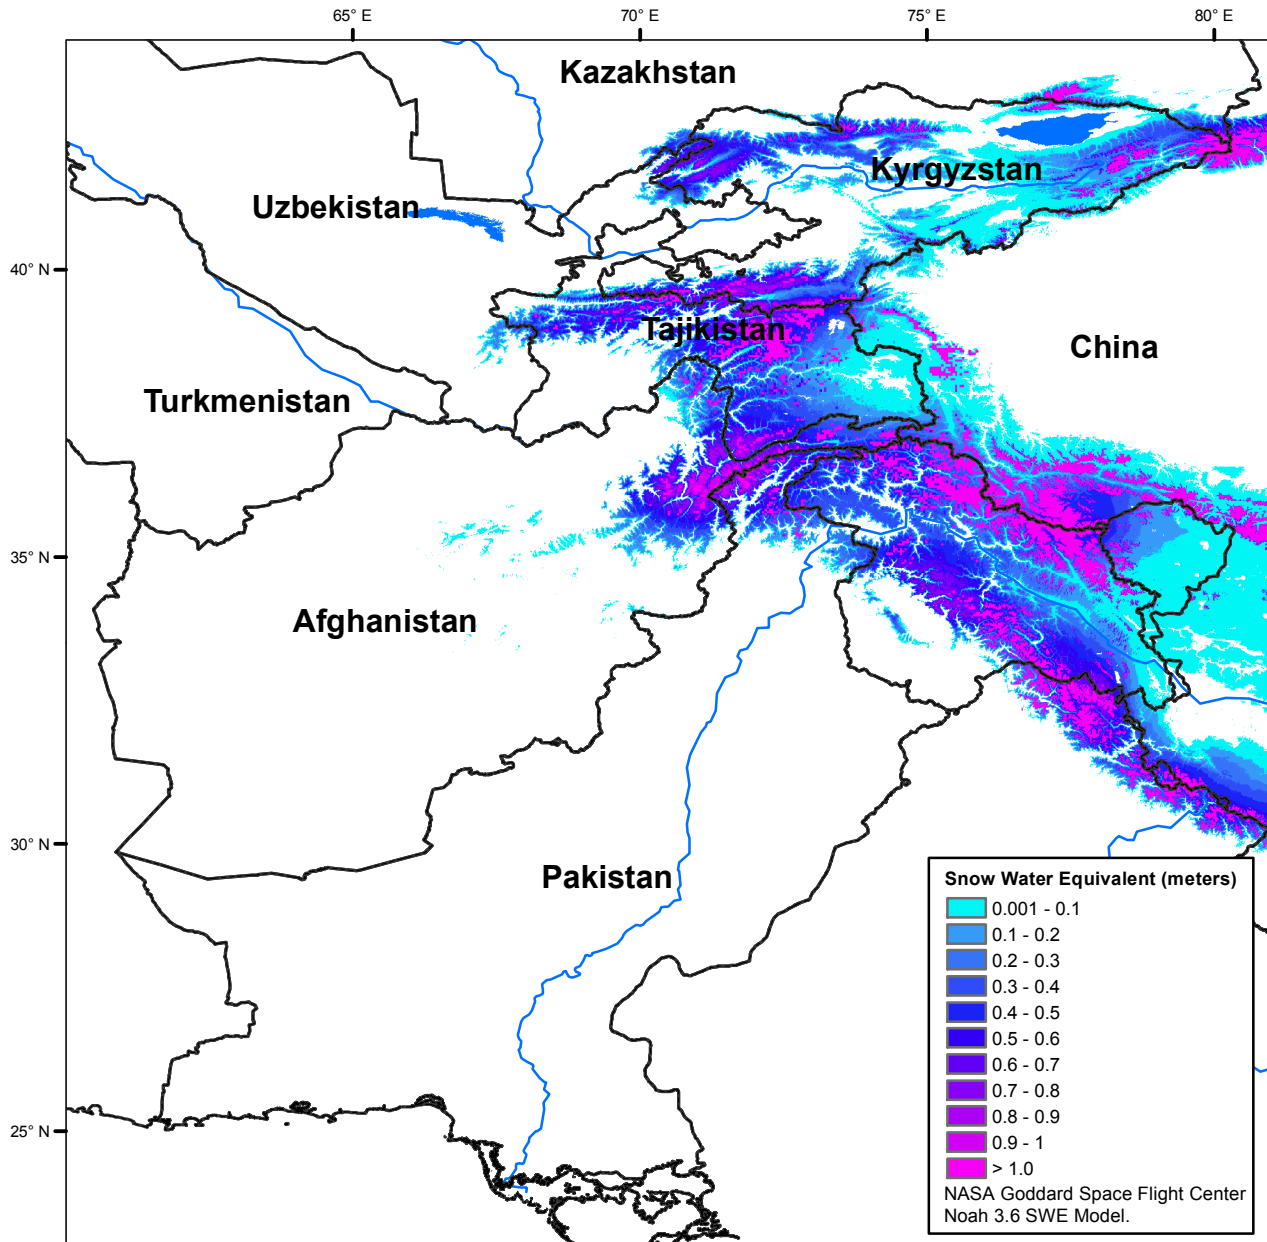 65° E
70° E
75° E
80° E
Kazakhstan
Kyrgyzstan
Uzbekistan
40° N
Tajikistan
China
Turkmenistan
35° N
Afghanistan
30° N
Pakistan
25° N
Snow Water Equivalent (meters)
0.001 - 0.1
0.1 - 0.2
0.2 - 0.3
0.3 - 0.4
0.4 - 0.5
0.5 - 0.6
0.6 - 0.7
0.7 - 0.8
0.8 - 0.9
0.9 - 1
> 1.0
NASA Goddard Space Flight Center
Noah 3.6 SWE Model.